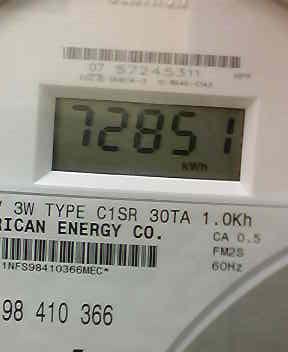 07 57245311
72851
kWh
V 3W TYPE C1SR 30TA 1.0Kh
RICAN ENERGY CO.
CA 0.5
FM2S
60Hz
1NFS98410366MEC*
98 410 366